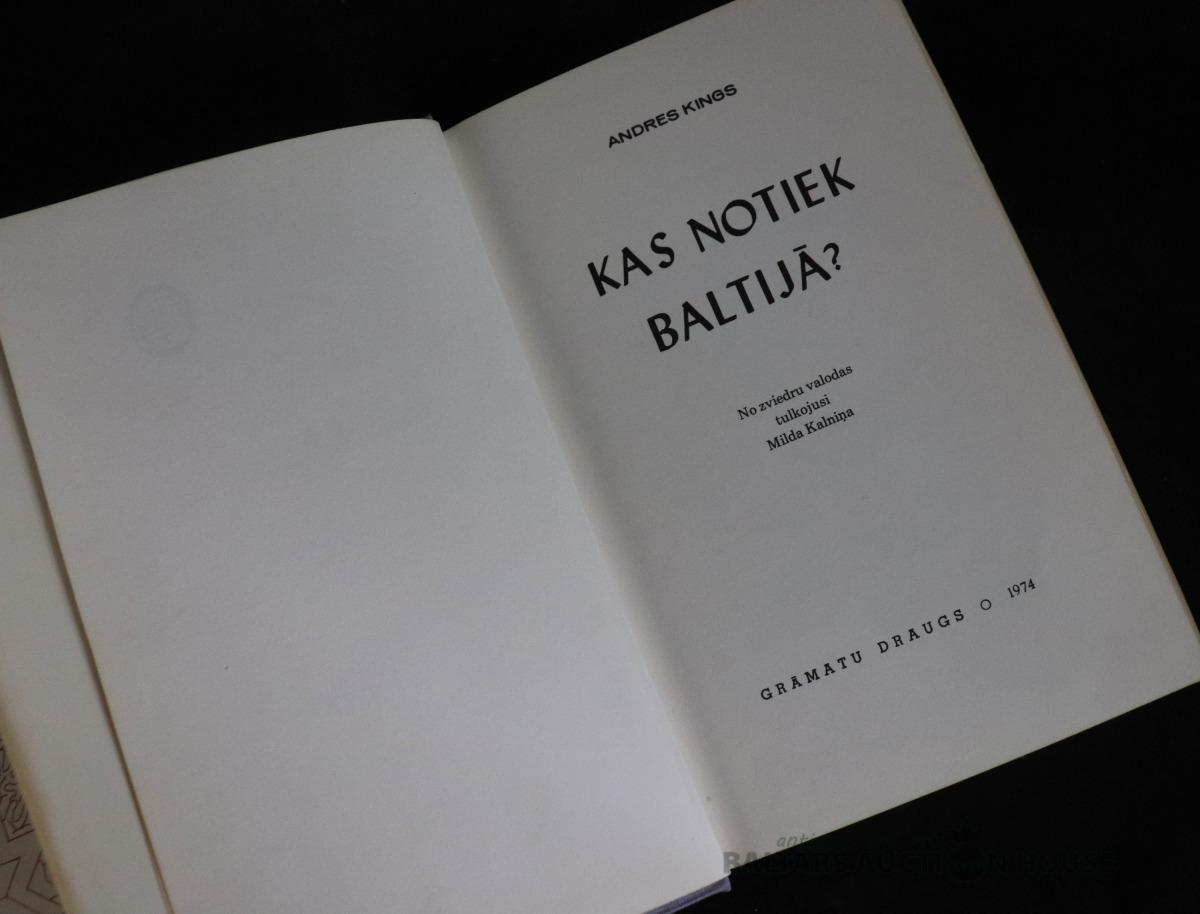 ANDRES KINGS
KAS NOTIEK
BALTIJĀ?
No zviedru valodas
tulkojusi
Milda Kalniņa
GRĀMATU DRAUGS O 1974